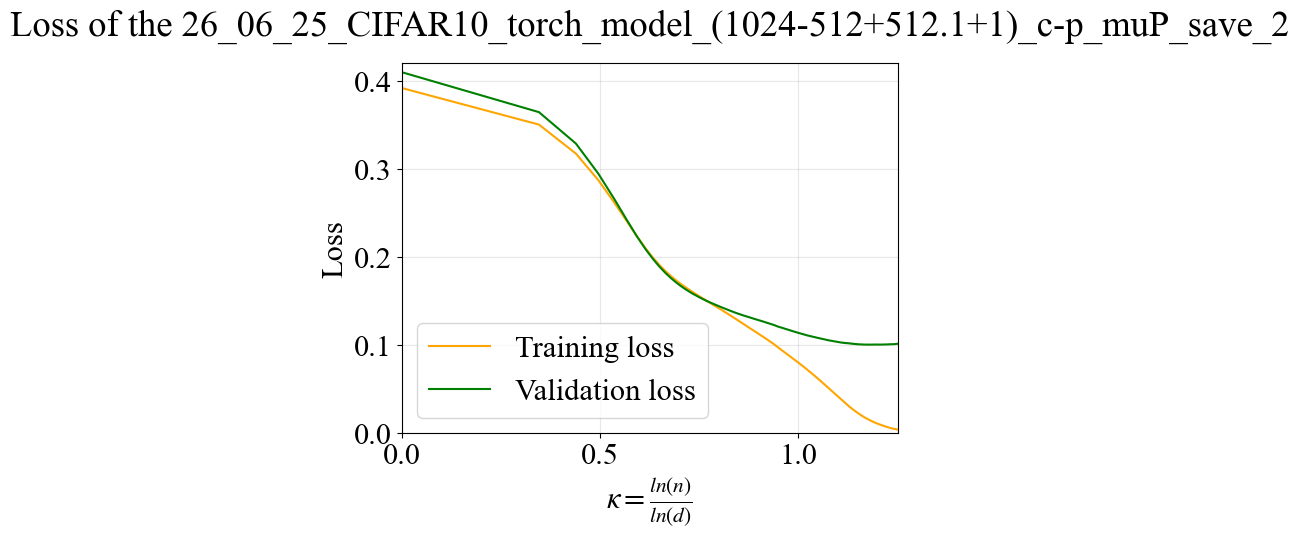 Loss of the 26_06_25_CIFAR10_torch_model_(1024-512+512.1+1)_c-p_muP_save_2
0.4
0.3
0.2
0.1
0.0
Loss
Training loss
Validation loss
0.0 0.5 1.0
κ = ln(n) / ln(d)